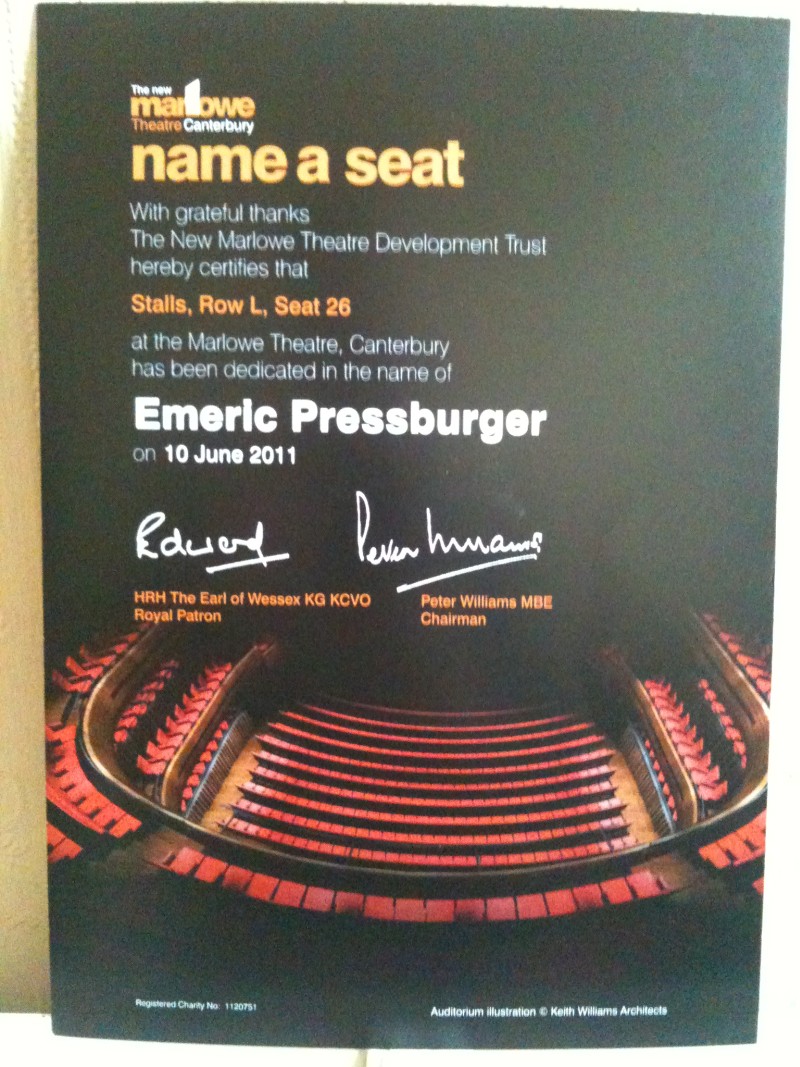 The new
marlowe
Theatre Canterbury
name a seat
With grateful thanks
The New Marlowe Theatre Development Trust
hereby certifies that
Stalls, Row L, Seat 26
at the Marlowe Theatre, Canterbury
has been dedicated in the name of
Emeric Pressburger
on 10 June 2011
Edward
Peter Williams
HRH The Earl of Wessex KG KCVO
Royal Patron
Peter Williams MBE
Chairman
Registered Charity No: 1120751
Auditorium illustration © Keith Williams Architects